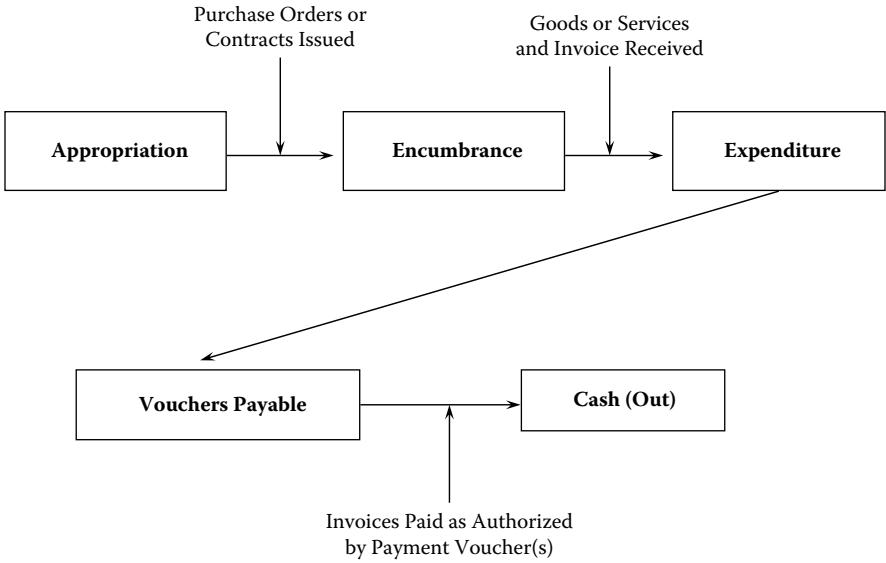 Purchase Orders or
Contracts Issued
Goods or Services
and Invoice Received
Appropriation
Encumbrance
Expenditure
Vouchers Payable
Cash (Out)
Invoices Paid as Authorized
by Payment Voucher(s)